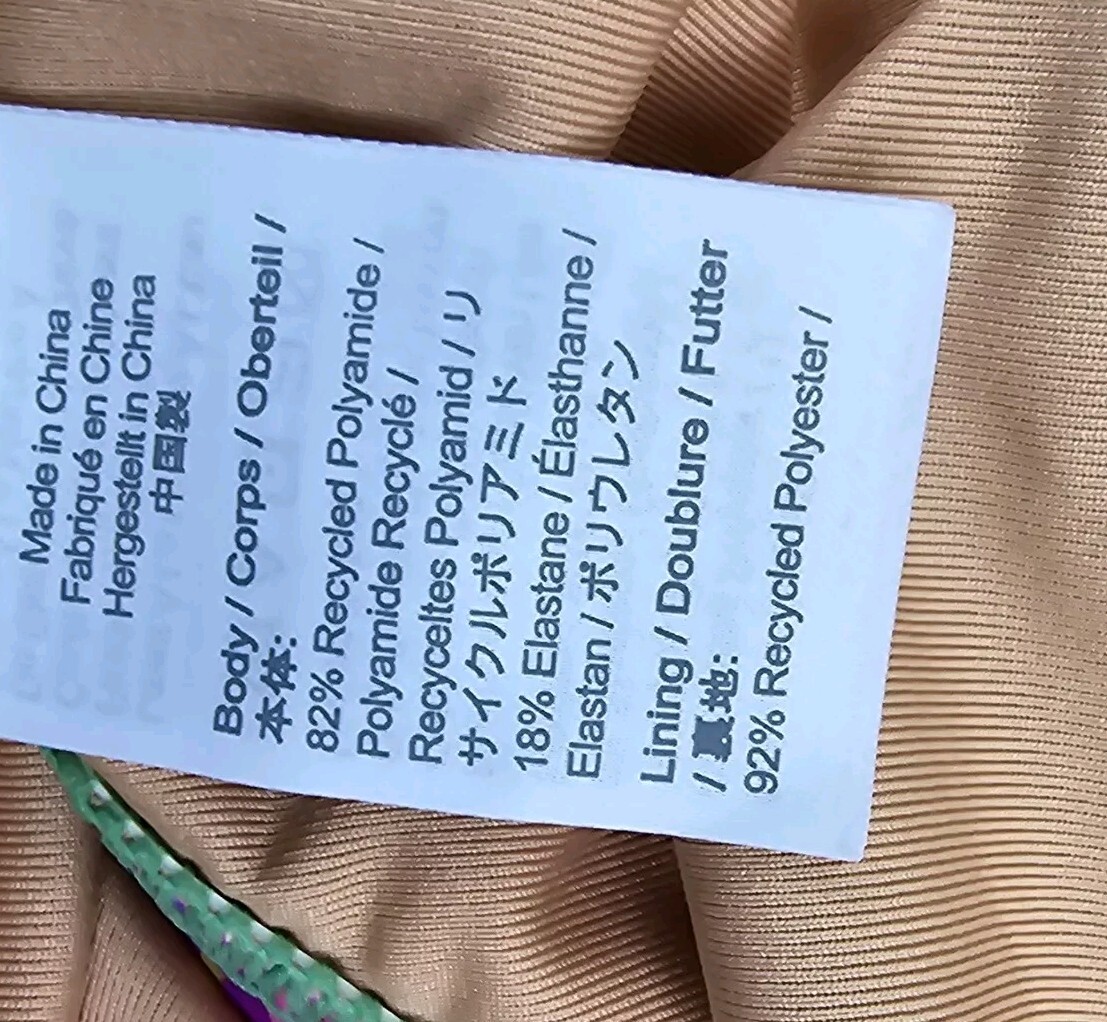 Made in China
Fabriqué en Chine
Hergestellt in China
中国製
Body / Corps / Oberteil /
本体:
82% Recycled Polyamide /
Polyamide Recyclé /
Recyceltes Polyamid / リ
サイクルポリアミド
18% Elastane / Élasthanne /
Elastan / ポリウレタン
Lining / Doublure / Futter
/ 裏地:
92% Recycled Polyester /